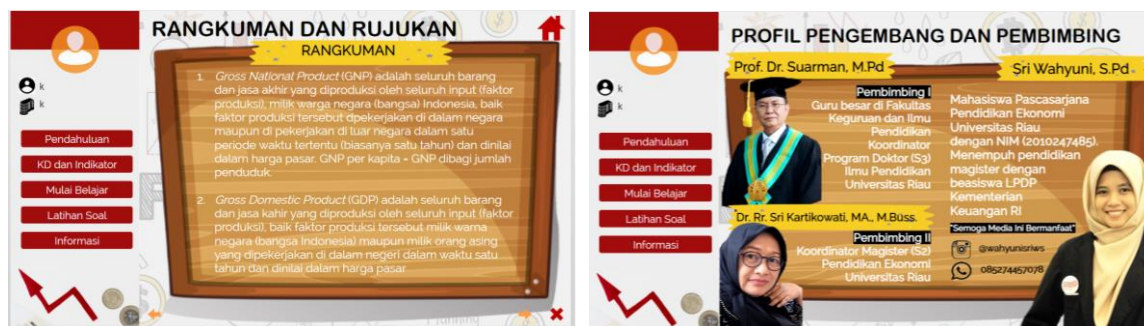 RANGKUMAN DAN RUJUKAN
RANGKUMAN
k
k
Pendahuluan
KD dan Indikator
Mulai Belajar
Latihan Soal
Informasi
1. Gross National Product (GNP) adalah seluruh barang
dan jasa akhir yang diproduksi oleh seluruh input (faktor
produksi), milik warga negara (bangsa) Indonesia, baik
faktor produksi tersebut dpekerjakan di dalam negara
maupun di pekerjakan di luar negara dalam satu
periode waktu tertentu (biasanya satu tahun) dan dinilai
dalam harga pasar. GNP per kapita = GNP dibagi jumlah
penduduk.
2. Gross Domestic Product (GDP) adalah seluruh barang
dan jasa kahir yang diproduksi oleh seluruh input (faktor
produksi), baik faktor produksi tersebut milik warna
negara (bangsa Indonesia) maupun milik orang asing
yang dipekerjakan di dalam negeri dalam waktu satu
tahun dan dinilai dalam harga pasar.
PROFIL PENGEMBANG DAN PEMBIMBING
k
k
Pendahuluan
KD dan Indikator
Mulai Belajar
Latihan Soal
Informasi
Prof. Dr. Suarman, M.Pd
Pembimbing I
Guru besar di Fakultas
Keguruan dan Ilmu
Pendidikan
Koordinator
Program Doktor (S3)
Ilmu Pendidikan
Universitas Riau
Dr. Rr. Sri Kartikowati, MA., M.Buss.
Pembimbing II
Koordinator Magister (S2)
Pendidikan Ekonomi
Universitas Riau
Sri Wahyuni, S.Pd
Mahasiswa Pascasarjana
Pendidikan Ekonomi
Universitas Riau
dengan NIM (2010247485).
Menempuh pendidikan
magister dengan
beasiswa LPDP
Kementerian
Keuangan RI
"Semoga Media Ini Bermanfaat"
@wahyunisriws
085274457078